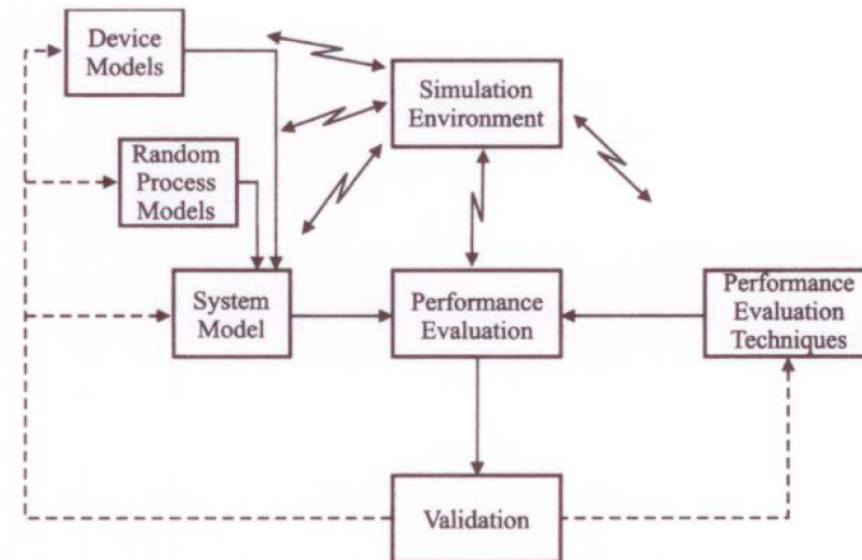 Device
Models
Simulation
Environment
Random
Process
Models
System
Model
Performance
Evaluation
Performance
Evaluation
Techniques
Validation